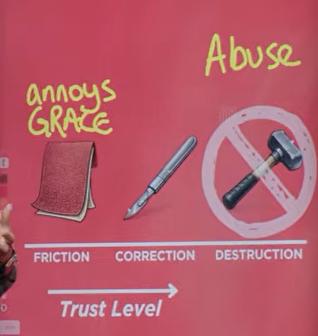 Abuse
annoys
GRACE
FRICTION CORRECTION DESTRUCTION
Trust Level